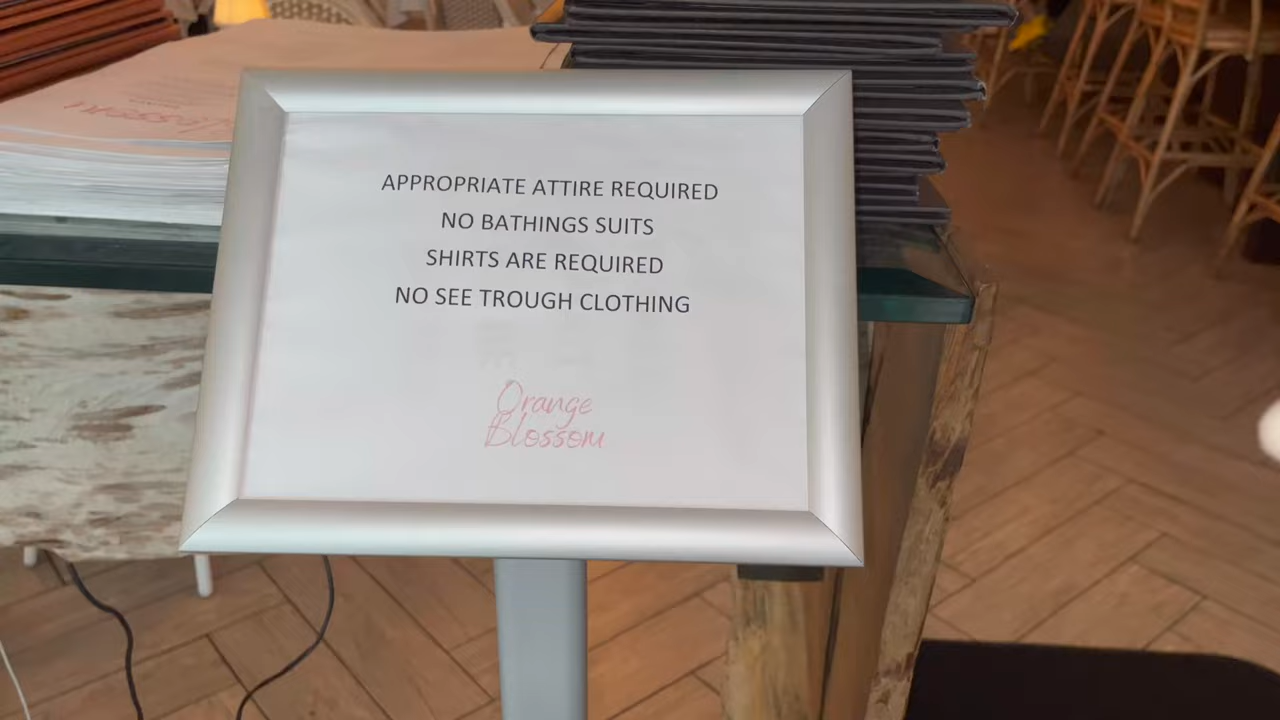 APPROPRIATE ATTIRE REQUIRED
NO BATHINGS SUITS
SHIRTS ARE REQUIRED
NO SEE TROUGH CLOTHING
Orange
Blossom